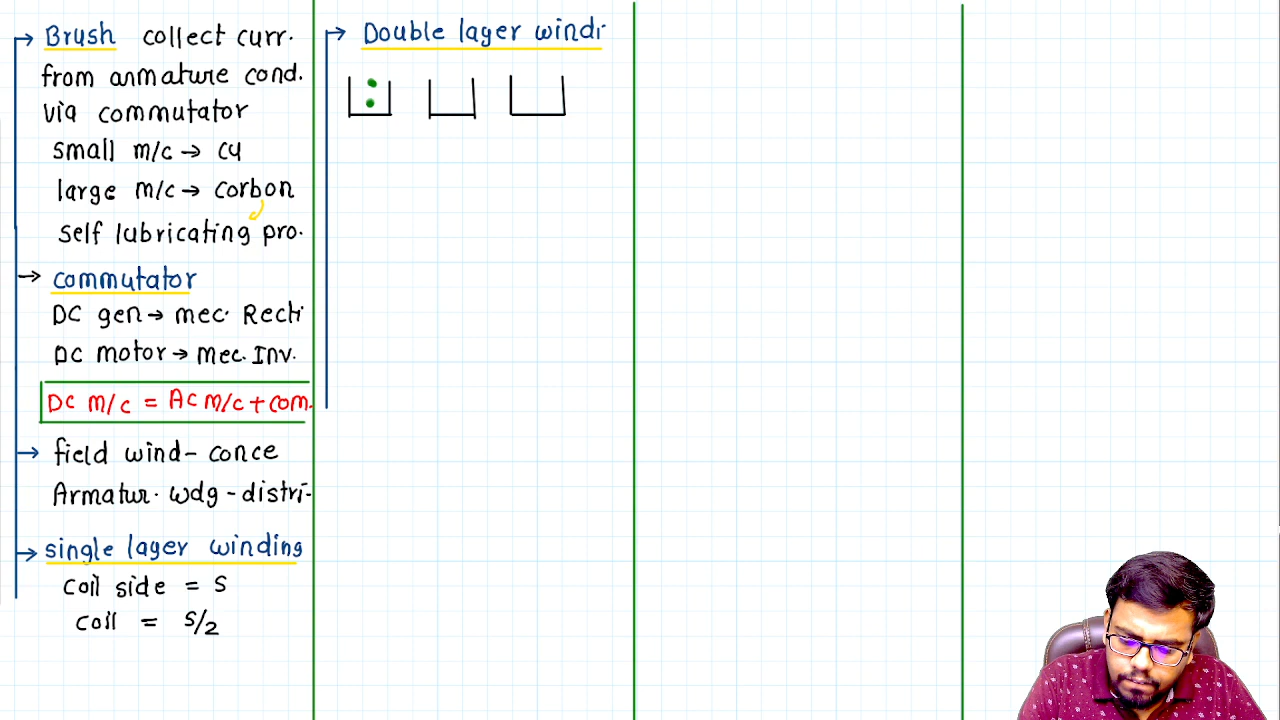 → Brush collect curr.
from armature cond.
via commutator
small m/c → cu
large m/c → corbon
self lubricating pro.
→ commutator
DC gen → mec. Recti
DC motor → mec. Inv.
DC m/c = AC m/c + com.
→ field wind - conce
Armatur. wdg - distri-
→ single layer winding
coil side = S
coil = S/2
→ Double layer windi